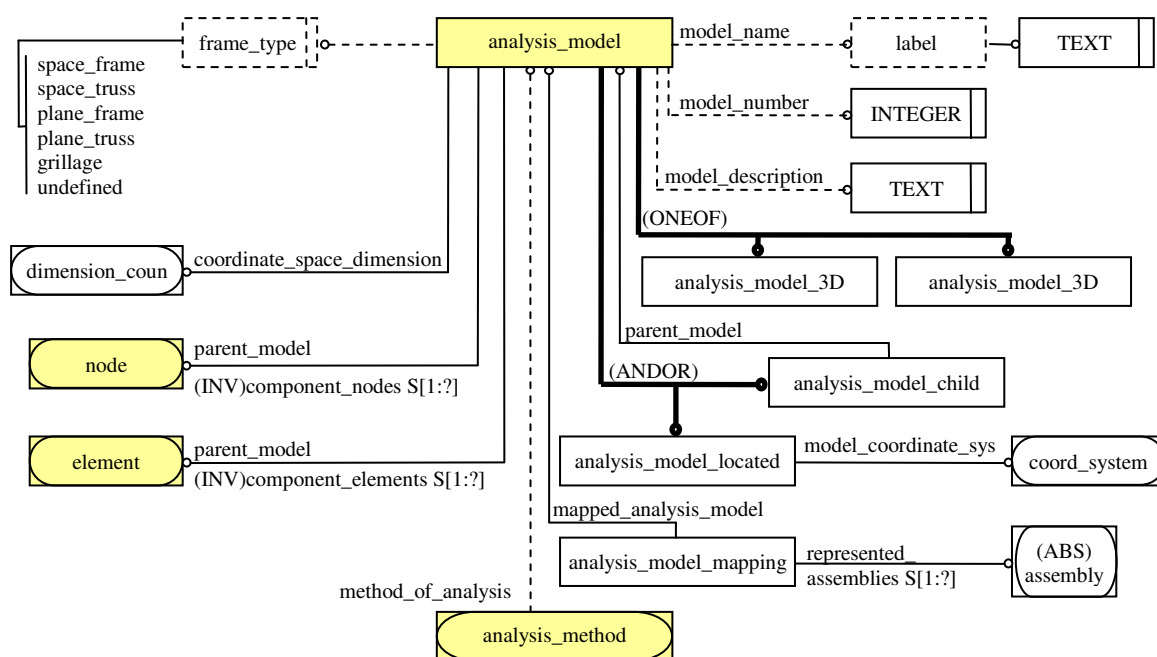 frame_type
analysis_model
model_name
label
TEXT
space_frame
space_truss
plane_frame
plane_truss
grillage
undefined
model_number
INTEGER
model_description
TEXT
(ONEOF)
dimension_coun
coordinate_space_dimension
analysis_model_3D
analysis_model_3D
node
parent_model
(INV)component_nodes S[1:?]
parent_model
(ANDOR)
analysis_model_child
element
parent_model
(INV)component_elements S[1:?]
analysis_model_located
model_coordinate_sys
coord_system
mapped_analysis_model
analysis_model_mapping
represented_
assemblies S[1:?]
(ABS)
assembly
method_of_analysis
analysis_method